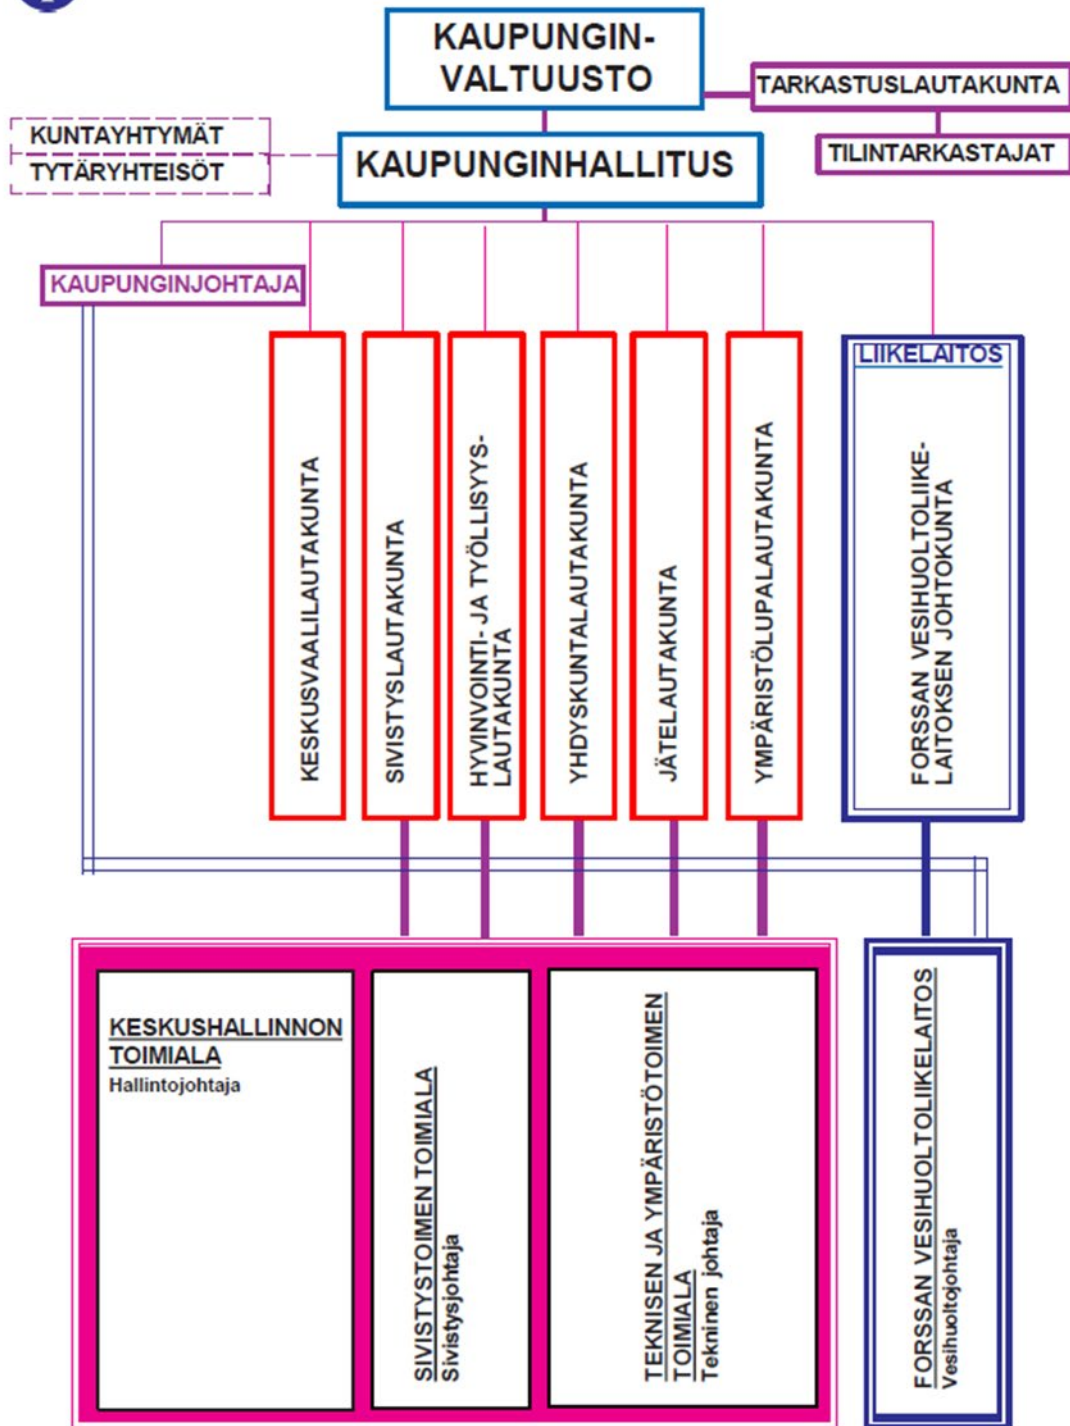 KAUPUNGIN-
VALTUUSTO
TARKASTUSLAUTAKUNTA
KUNTAYHTYMÄT
TYTÄRYHTEISÖT
KAUPUNGINHALLITUS
TILINTARKASTAJAT
KAUPUNGINJOHTAJA
KESKUSVAALILAUTAKUNTA
SIVISTYSLAUTAKUNTA
HYVINVOINTI- JA TYÖLLISYYS-
LAUTAKUNTA
YHDYSKUNTALAUTAKUNTA
JÄTELAUTAKUNTA
YMPÄRISTÖLUPALAUTAKUNTA
LIIKELAITOS
FORSSAN VESIHUOLTOLIIKE-
LAITOKSEN JOHTOKUNTA
KESKUSHALLINNON
TOIMIALA
Hallintojohtaja
SIVISTYSTOIMEN TOIMIALA
Sivistysjohtaja
TEKNISEN JA YMPÄRISTÖTOIMEN
TOIMIALA
Tekninen johtaja
FORSSAN VESIHUOLTOLIIKELAITOS
Vesihuoltojohtaja